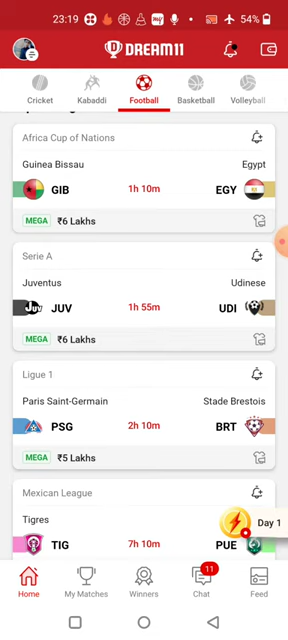 23:19 54%
DREAM11
Cricket Kabaddi Football Basketball Volleyball
Africa Cup of Nations
Guinea Bissau Egypt
GIB 1h 10m EGY
MEGA ₹6 Lakhs
Serie A
Juventus Udinese
JUV 1h 55m UDI
MEGA ₹6 Lakhs
Ligue 1
Paris Saint-Germain Stade Brestois
PSG 2h 10m BRT
MEGA ₹5 Lakhs
Mexican League
Tigres
Day 1
TIG 7h 10m PUE
11
Home My Matches Winners Chat Feed